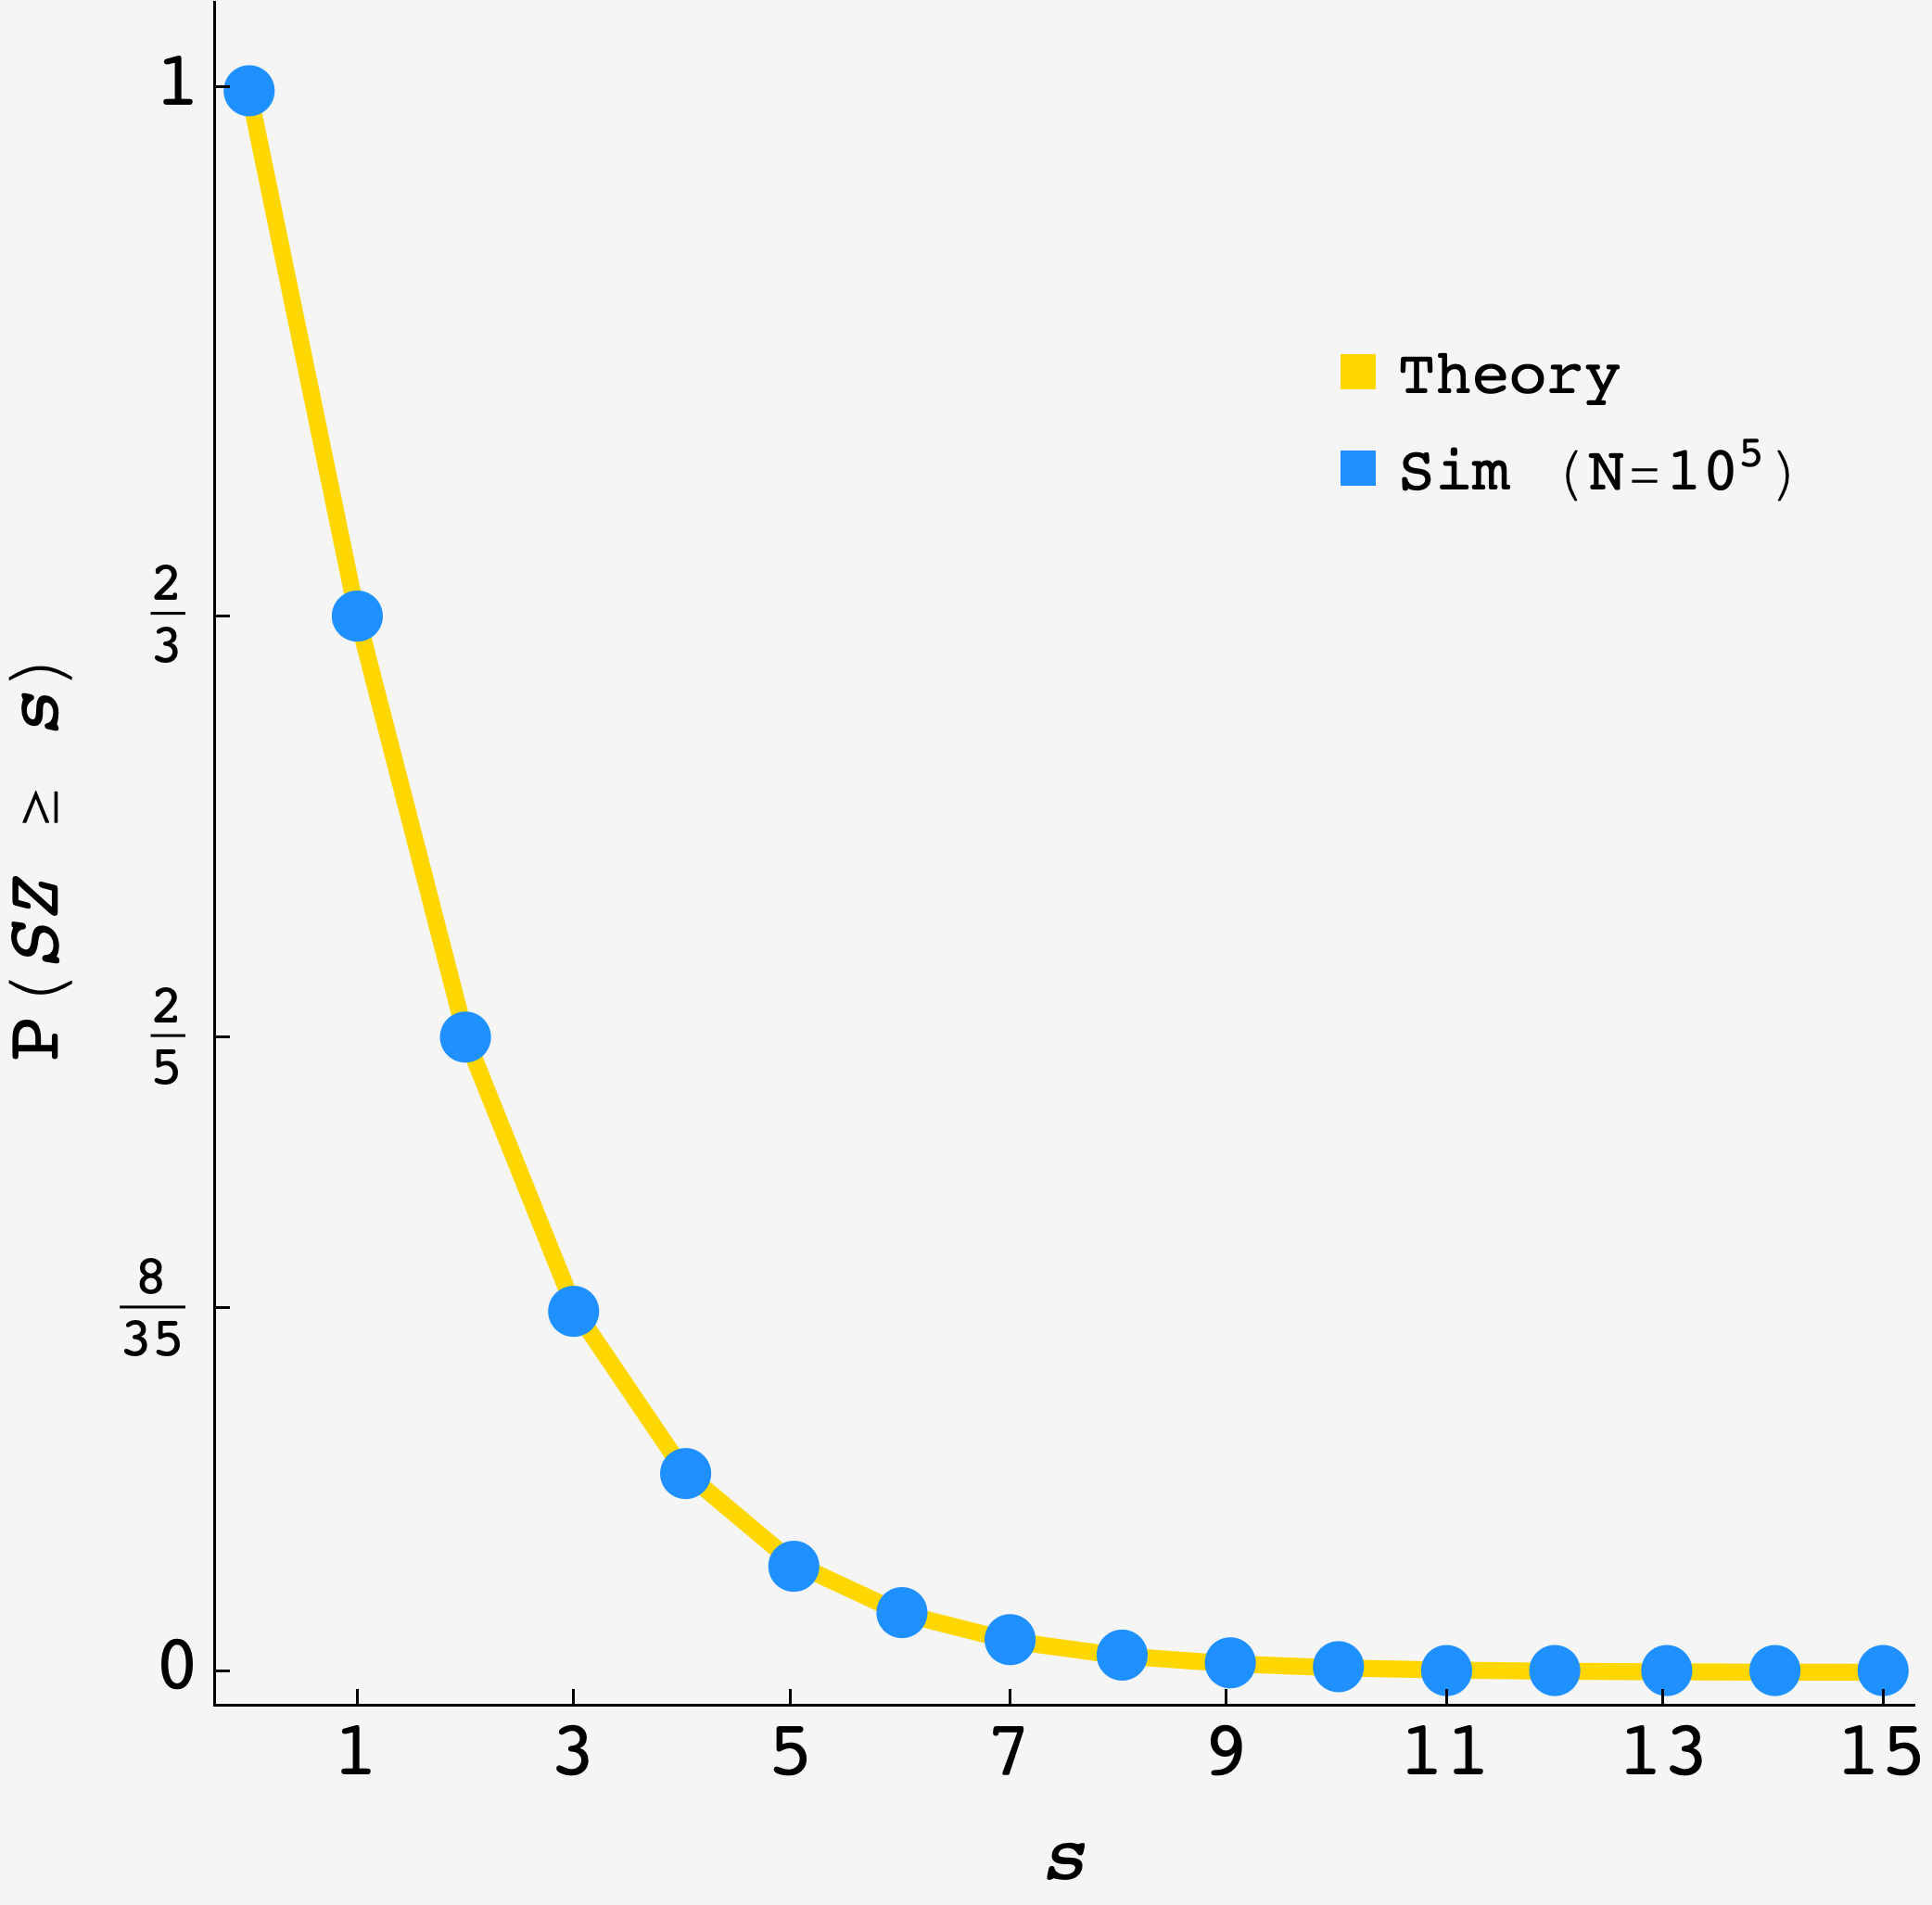 1
2/3
2/5
8/35
0
P(SZ ≥ s)
Theory
Sim (N=10⁵)
1 3 5 7 9 11 13 15
s